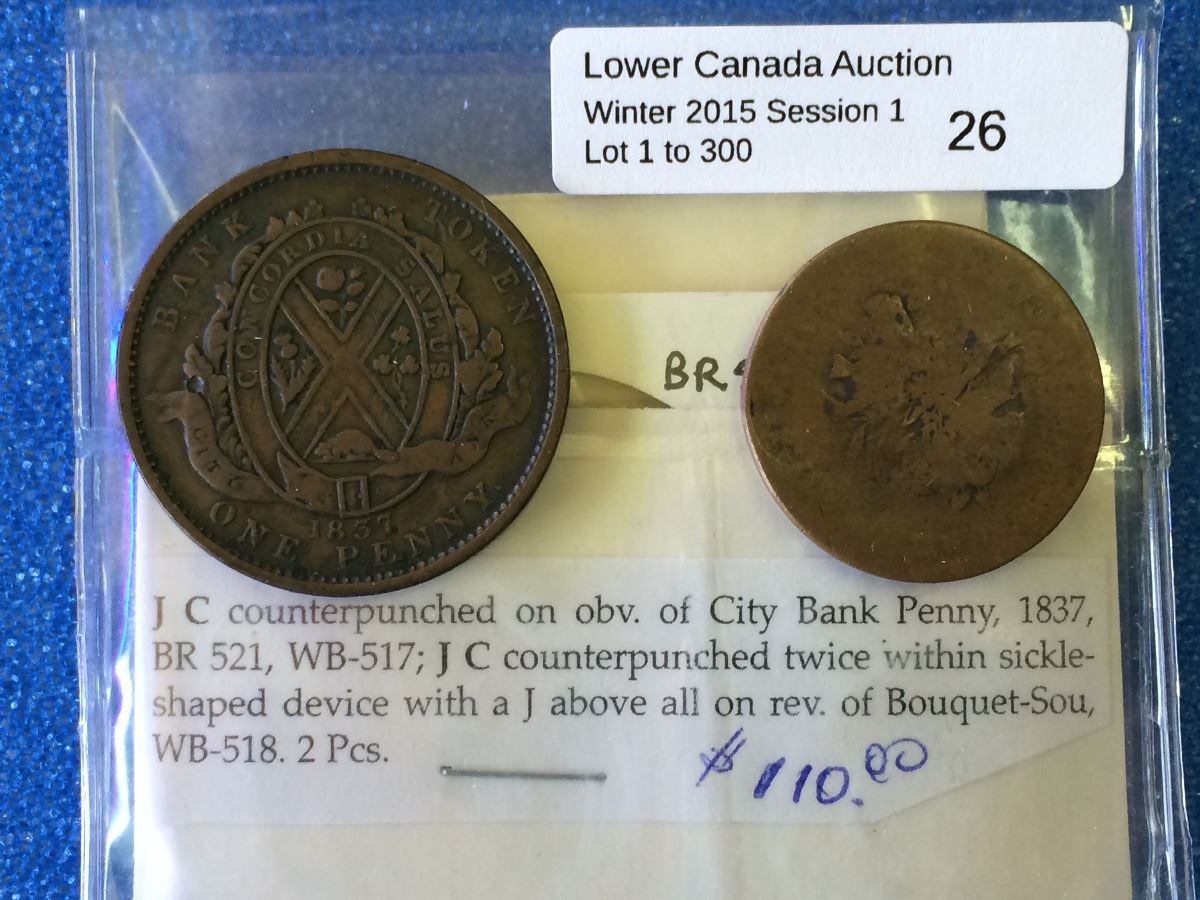 Lower Canada Auction
Winter 2015 Session 1
Lot 1 to 300
26
BANK TOKEN
CONCORDIA SALUS
1837
ONE PENNY
BR
J C counterpunched on obv. of City Bank Penny, 1837,
BR 521, WB-517; J C counterpunched twice within sickle-
shaped device with a J above all on rev. of Bouquet-Sou,
WB-518. 2 Pcs.
$110.00